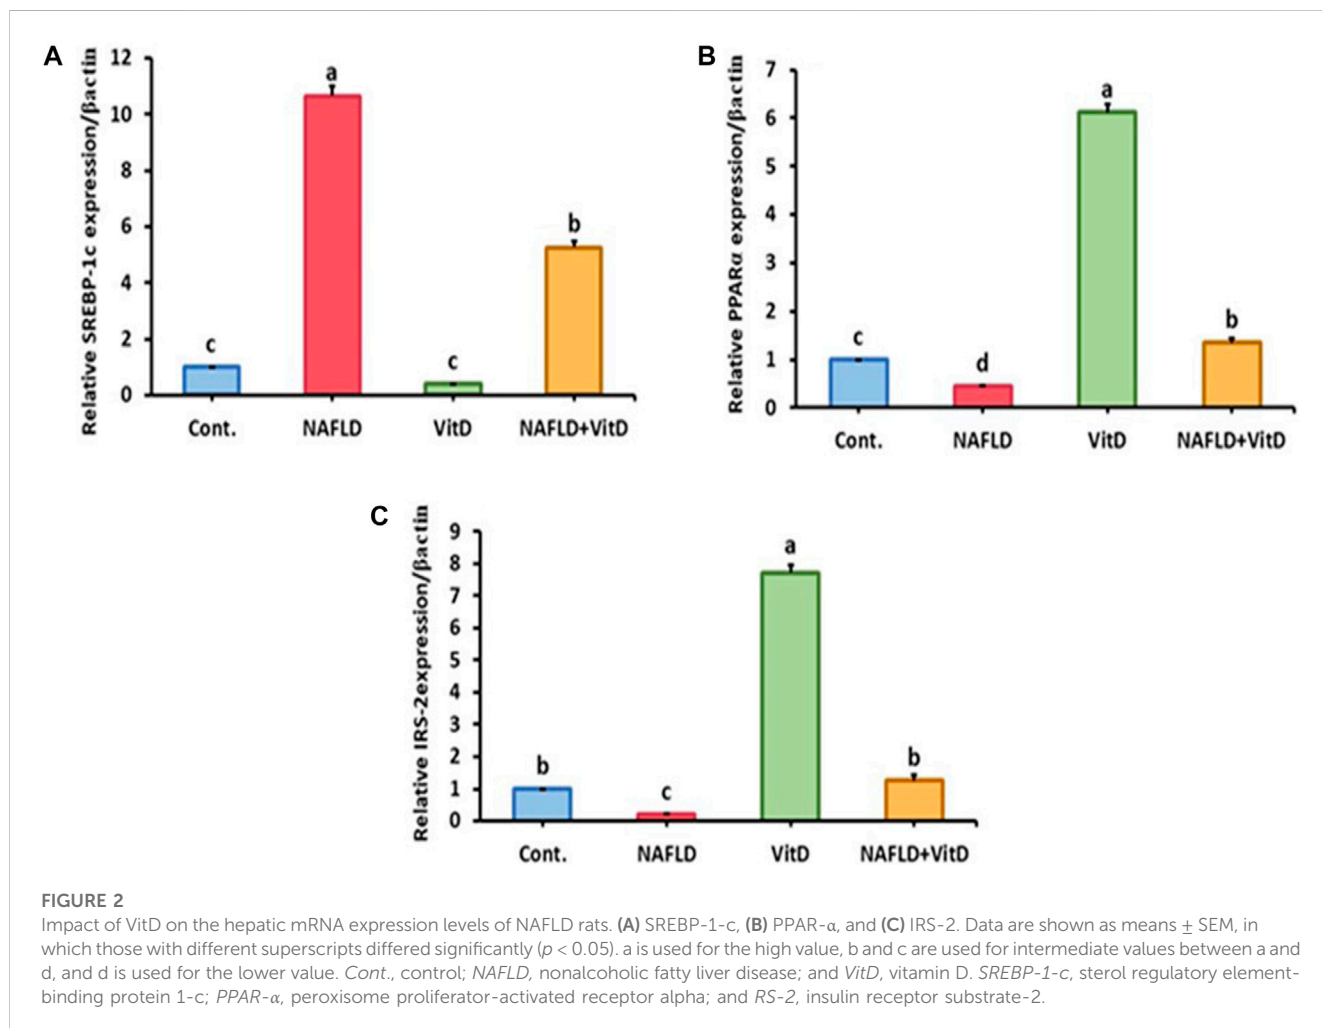 A
Relative SREBP-1c expression/βactin
12
10
8
6
4
2
0
c
a
c
b
Cont.
NAFLD
VitD
NAFLD+VitD
B
Relative PPARα expression/βactin
7
6
5
4
3
2
1
0
c
d
a
b
Cont.
NAFLD
VitD
NAFLD+VitD
C
Relative IRS-2expression/βactin
9
8
7
6
5
4
3
2
1
0
b
c
a
b
Cont.
NAFLD
VitD
NAFLD+VitD
FIGURE 2
Impact of VitD on the hepatic mRNA expression levels of NAFLD rats. (A) SREBP-1-c, (B) PPAR-α, and (C) IRS-2. Data are shown as means ± SEM, in
which those with different superscripts differed significantly (p < 0.05). a is used for the high value, b and c are used for intermediate values between a and
d, and d is used for the lower value. Cont., control; NAFLD, nonalcoholic fatty liver disease; and VitD, vitamin D. SREBP-1-c, sterol regulatory element-
binding protein 1-c; PPAR-α, peroxisome proliferator-activated receptor alpha; and RS-2, insulin receptor substrate-2.